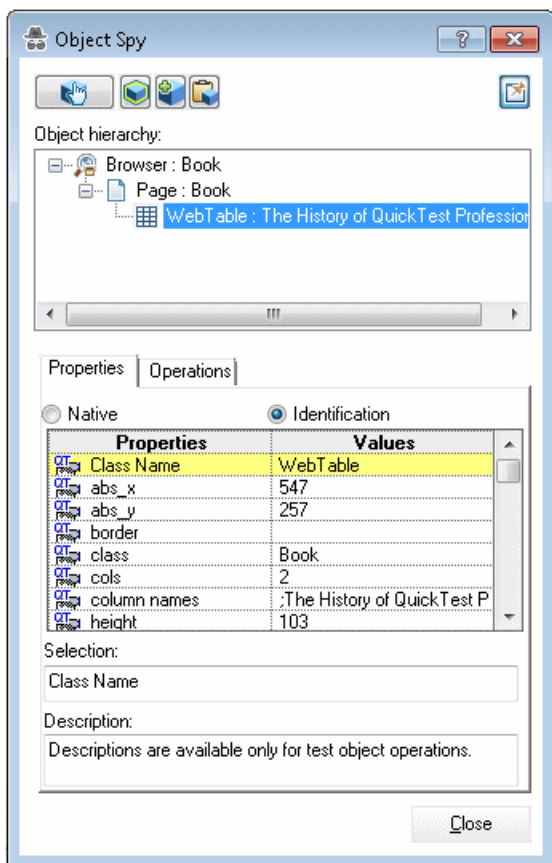 Object Spy
Object hierarchy:
Browser : Book
Page : Book
WebTable : The History of QuickTest Profession
Properties Operations
Native Identification
Properties Values
Class Name WebTable
abs_x 547
abs_y 257
border
class Book
cols 2
column names ;The History of QuickTest P
height 103
Selection:
Class Name
Description:
Descriptions are available only for test object operations.
Close